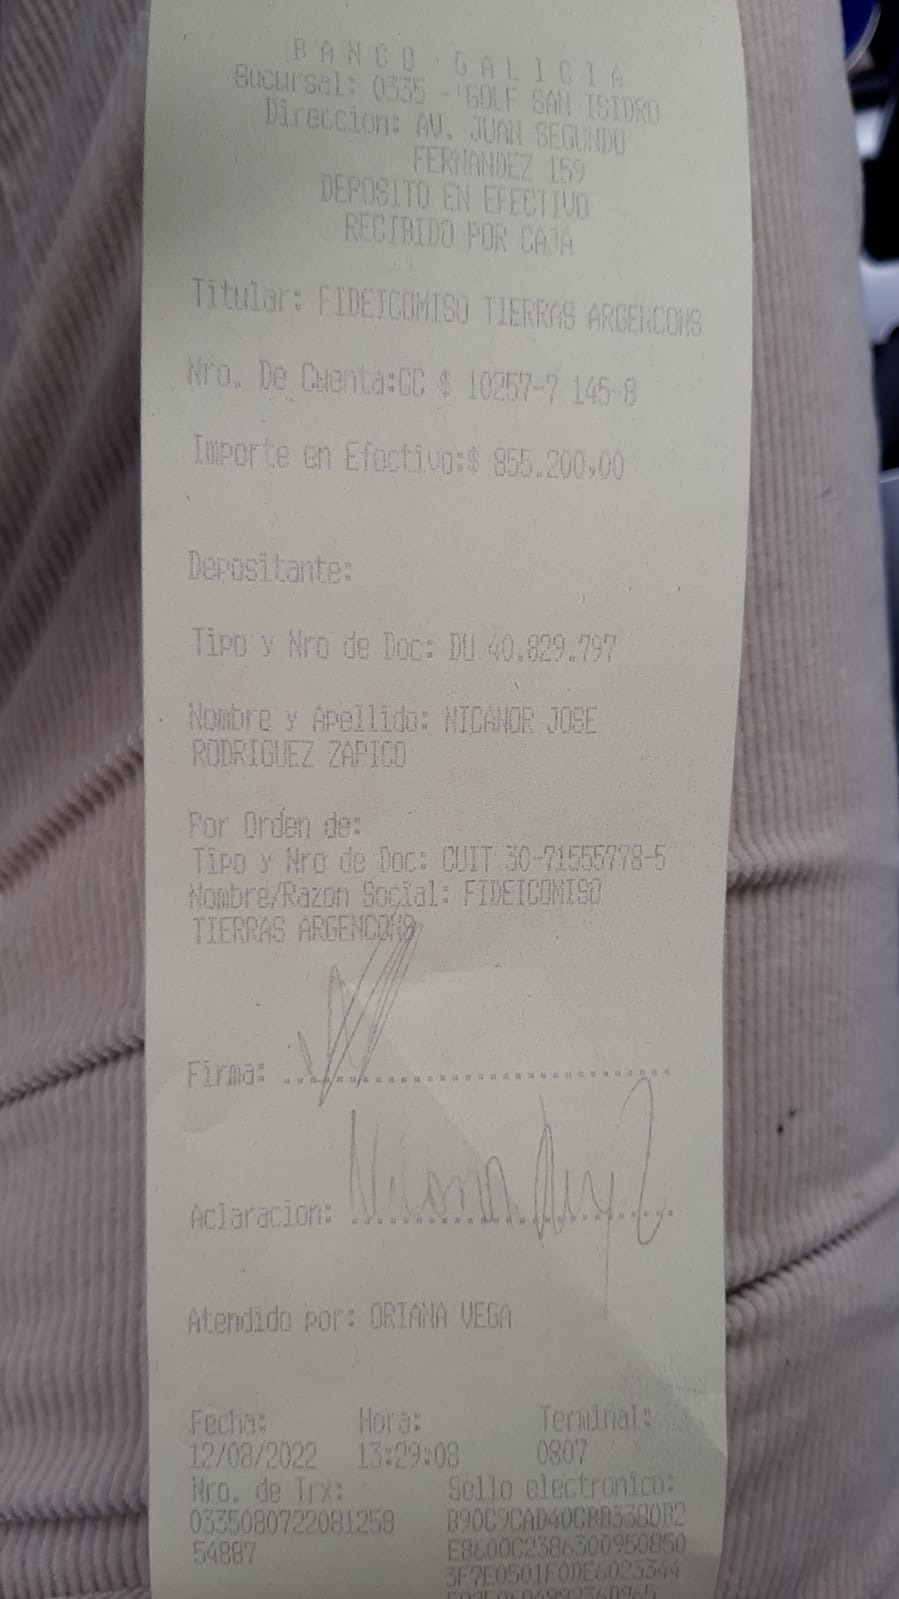 BANCO GALICIA
Sucursal: 0335 - GOLF SAN ISIDRO
Direccion: AV. JUAN SEGUNDO
FERNANDEZ 159
DEPOSITO EN EFECTIVO
RECIBIDO POR CAJA
Titular: FIDEICOMISO TIERRAS ARGENCONS
Nro. De Cuenta:CC $ 10257-7 145-8
Importe en Efectivo:$ 855.200,00
Depositante:
Tipo y Nro de Doc: DU 40.829.797
Nombre y Apellido: NICANOR JOSE
RODRIGUEZ ZAPICO
Por Orden de:
Tipo y Nro de Doc: CUIT 30-71555778-5
Nombre/Razon Social: FIDEICOMISO
TIERRAS ARGENCONS
Firma:
Aclaracion:
Atendido por: ORIANA VEGA
Fecha: Hora: Terminal:
12/08/2022 13:29:08 0807
Nro. de Trx: Sello electronico:
0335080722081258 B90C9CAD40CBD3380B2
54887 E8600C2386300950850
3F7E0501F0DE6023344